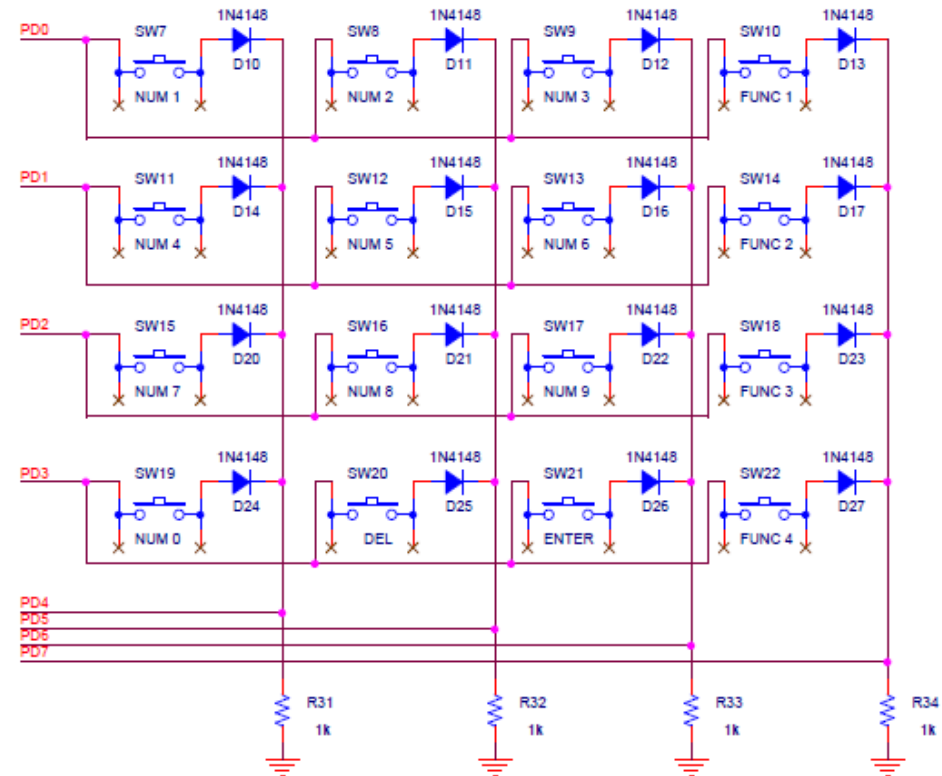 PD0
SW7 1N4148 SW8 1N4148 SW9 1N4148 SW10 1N4148
D10 D11 D12 D13
NUM 1 NUM 2 NUM 3 FUNC 1
PD1
SW11 1N4148 SW12 1N4148 SW13 1N4148 SW14 1N4148
D14 D15 D16 D17
NUM 4 NUM 5 NUM 6 FUNC 2
PD2
SW15 1N4148 SW16 1N4148 SW17 1N4148 SW18 1N4148
D20 D21 D22 D23
NUM 7 NUM 8 NUM 9 FUNC 3
PD3
SW19 1N4148 SW20 1N4148 SW21 1N4148 SW22 1N4148
D24 D25 D26 D27
NUM 0 DEL ENTER FUNC 4
PD4
PD5
PD6
PD7
R31 R32 R33 R34
1k 1k 1k 1k